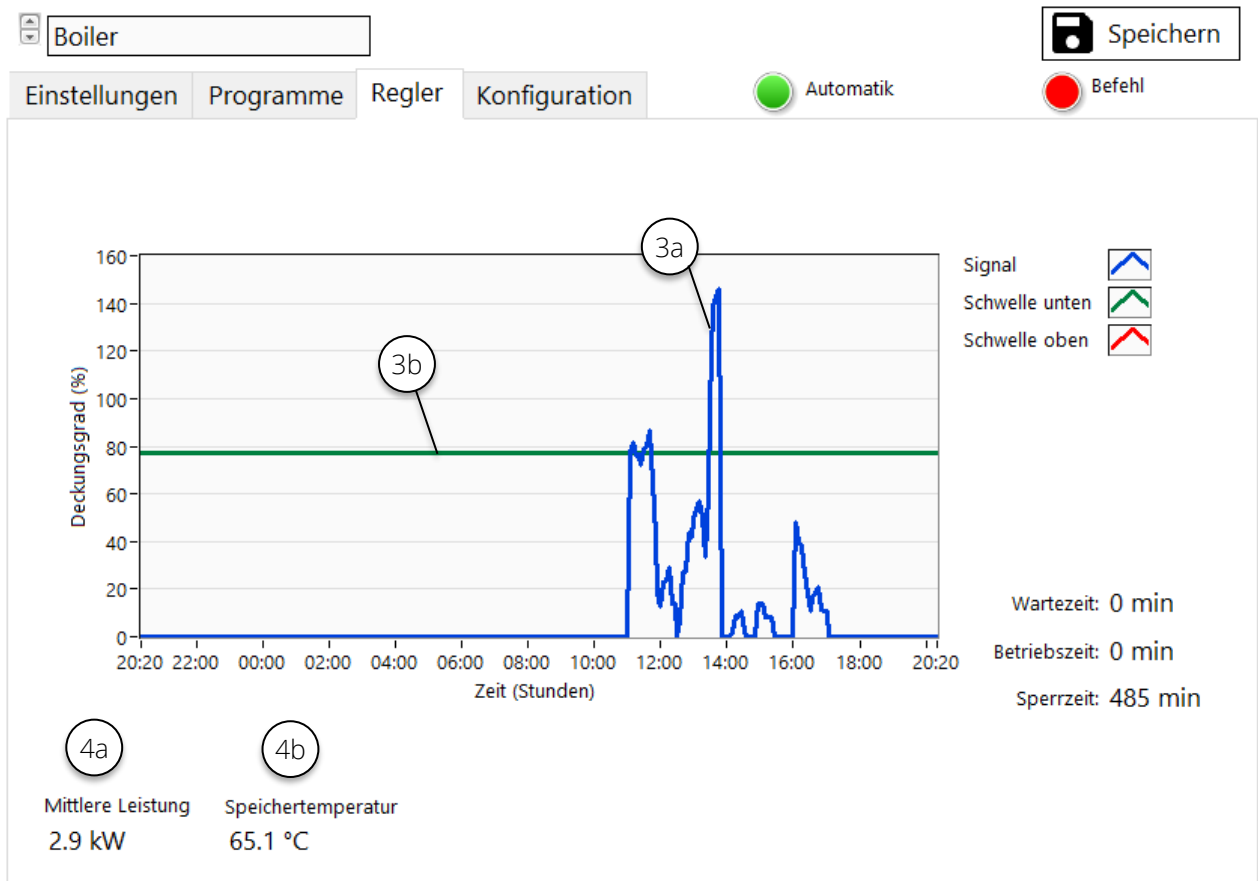 Boiler
Speichern
Einstellungen
Programme
Regler
Konfiguration
Automatik
Befehl
3a
3b
160
140
120
100
80
60
40
20
0
Deckungsgrad (%)
20:20 22:00 00:00 02:00 04:00 06:00 08:00 10:00 12:00 14:00 16:00 18:00 20:20
Zeit (Stunden)
Signal
Schwelle unten
Schwelle oben
Wartezeit: 0 min
Betriebszeit: 0 min
Sperrzeit: 485 min
4a
4b
Mittlere Leistung
2.9 kW
Speichertemperatur
65.1 °C